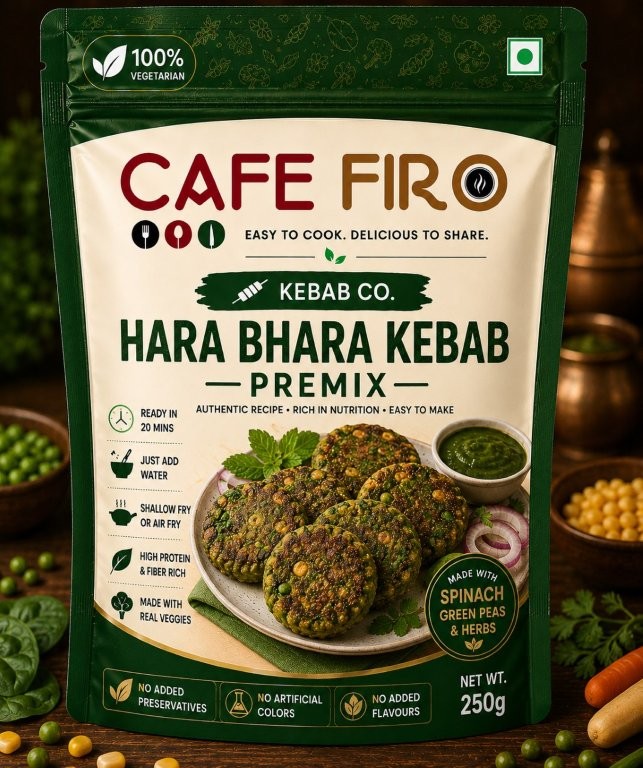 100%
VEGETARIAN
CAFE FIRO
EASY TO COOK. DELICIOUS TO SHARE.
KEBAB CO.
HARA BHARA KEBAB
PREMIX
AUTHENTIC RECIPE • RICH IN NUTRITION • EASY TO MAKE
READY IN
20 MINS
JUST ADD
WATER
SHALLOW FRY
OR AIR FRY
HIGH PROTEIN
& FIBER RICH
MADE WITH
REAL VEGGIES
MADE WITH
SPINACH
GREEN PEAS
& HERBS
NO ADDED
PRESERVATIVES
NO ARTIFICIAL
COLORS
NO ADDED
FLAVOURS
NET WT.
250g